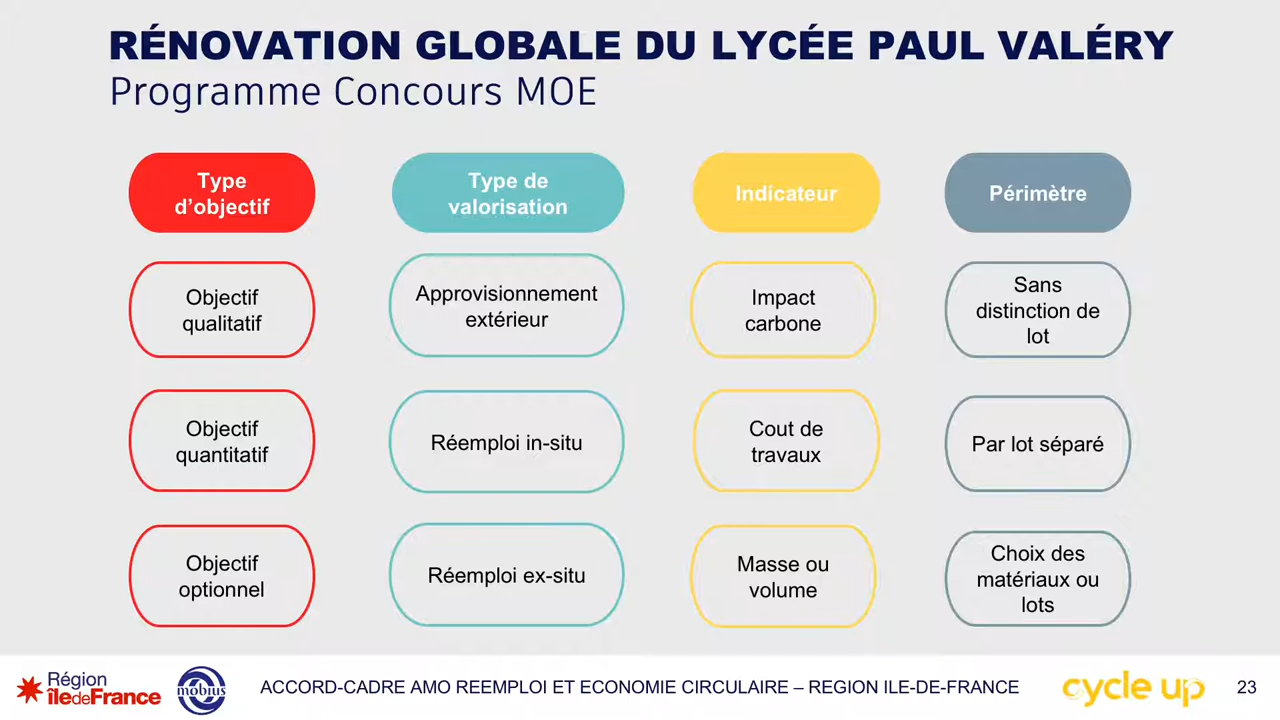 RÉNOVATION GLOBALE DU LYCÉE PAUL VALÉRY
Programme Concours MOE
Type
d’objectif
Type de
valorisation
Indicateur
Périmètre
Objectif
qualitatif
Approvisionnement
extérieur
Impact
carbone
Sans
distinction de
lot
Objectif
quantitatif
Réemploi in-situ
Cout de
travaux
Par lot séparé
Objectif
optionnel
Réemploi ex-situ
Masse ou
volume
Choix des
matériaux ou
lots
Région
îledeFrance
mobius
ACCORD-CADRE AMO REEMPLOI ET ECONOMIE CIRCULAIRE – REGION ILE-DE-FRANCE
cycle up
23